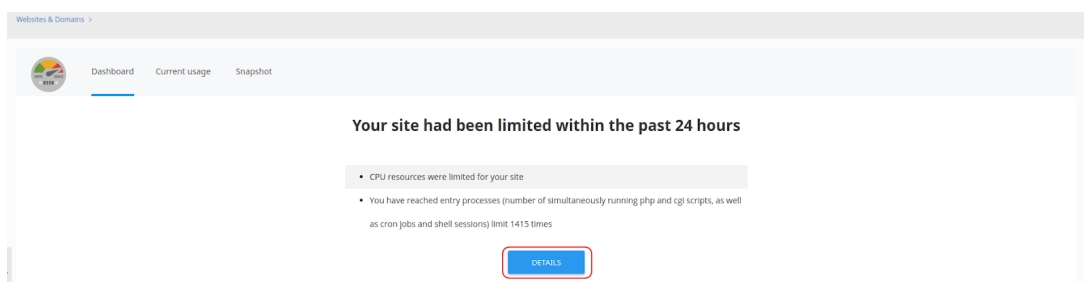 Websites & Domains >
Dashboard Current usage Snapshot
Your site had been limited within the past 24 hours
• CPU resources were limited for your site
• You have reached entry processes (number of simultaneously running php and cgi scripts, as well
as cron jobs and shell sessions) limit 1415 times
DETAILS